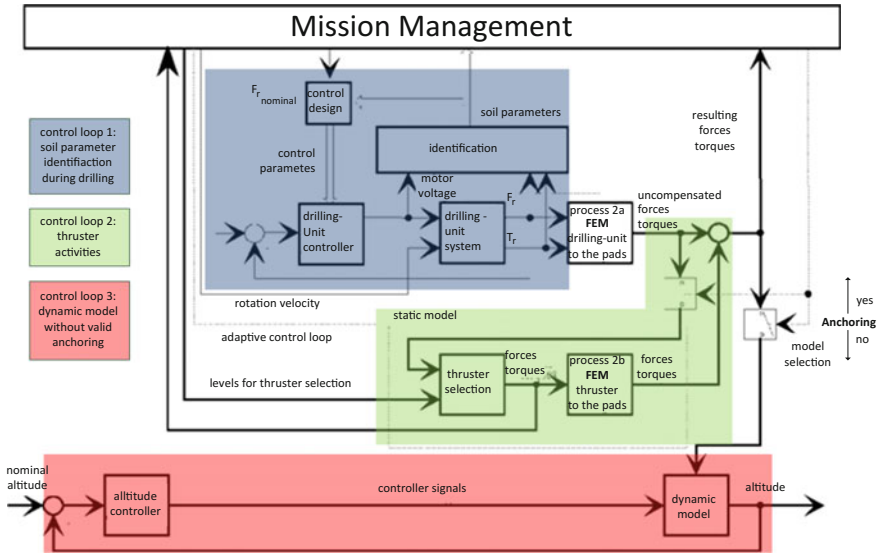 Mission Management
F_r nominal
control
design
soil parameters
control loop 1:
soil parameter
identifiaction
during drilling
control
parametes
identification
motor
voltage
resulting
forces
torques
control loop 2:
thruster
activities
drilling-
Unit
controller
drilling -
unit
system
F_r
T_r
process 2a
FEM
drilling-unit
to the pads
uncompensated
forces
torques
control loop 3:
dynamic model
without valid
anchoring
rotation velocity
static model
adaptive control loop
yes
Anchoring
no
model
selection
levels for thruster selection
thruster
selection
forces
torques
process 2b
FEM
thruster
to the pads
forces
torques
nominal
altitude
alltitude
controller
controller signals
dynamic
model
altitude